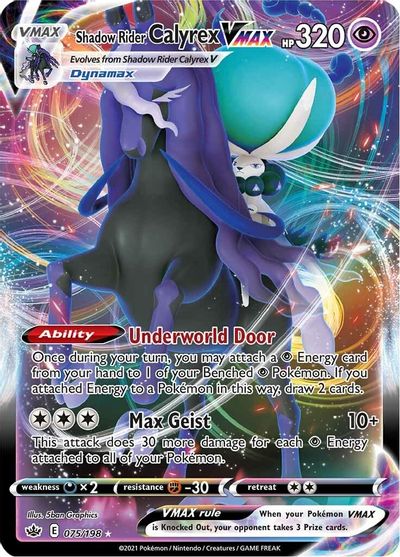 VMAX
Shadow Rider Calyrex VMAX HP 320
Evolves from Shadow Rider Calyrex V
Dynamax
Ability Underworld Door
Once during your turn, you may attach a Energy card
from your hand to 1 of your Benched Pokémon. If you
attached Energy to a Pokémon in this way, draw 2 cards.
Max Geist 10+
This attack does 30 more damage for each Energy
attached to all of your Pokémon.
weakness ×2 resistance -30 retreat
Illus. 5ban Graphics
E 075/198 ★
VMAX rule When your Pokémon VMAX
is Knocked Out, your opponent takes 3 Prize cards.
©2021 Pokémon / Nintendo / Creatures / GAME FREAK